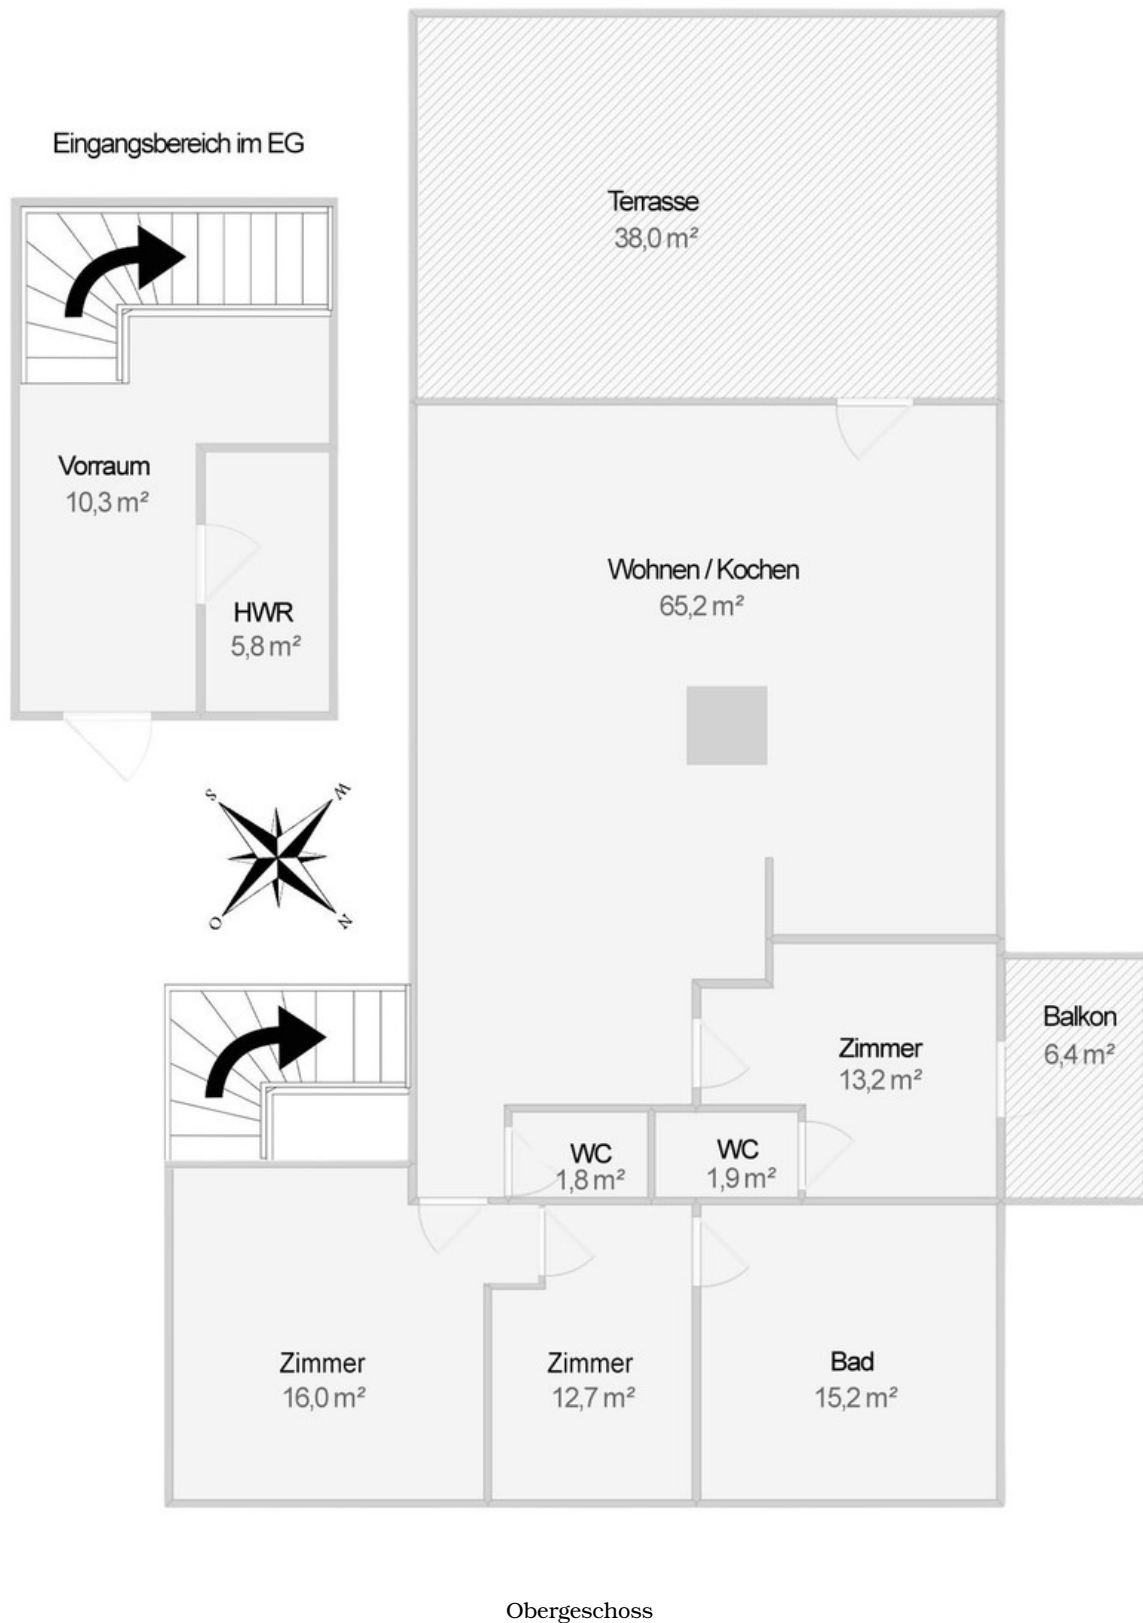 Terrasse
38,0 m²
Eingangsbereich im EG
Vorraum
10,3 m²
HWR
5,8 m²
Wohnen / Kochen
65,2 m²
S
W
O
N
Balkon
6,4 m²
Zimmer
13,2 m²
WC
1,8 m²
WC
1,9 m²
Zimmer
16,0 m²
Zimmer
12,7 m²
Bad
15,2 m²
Obergeschoss